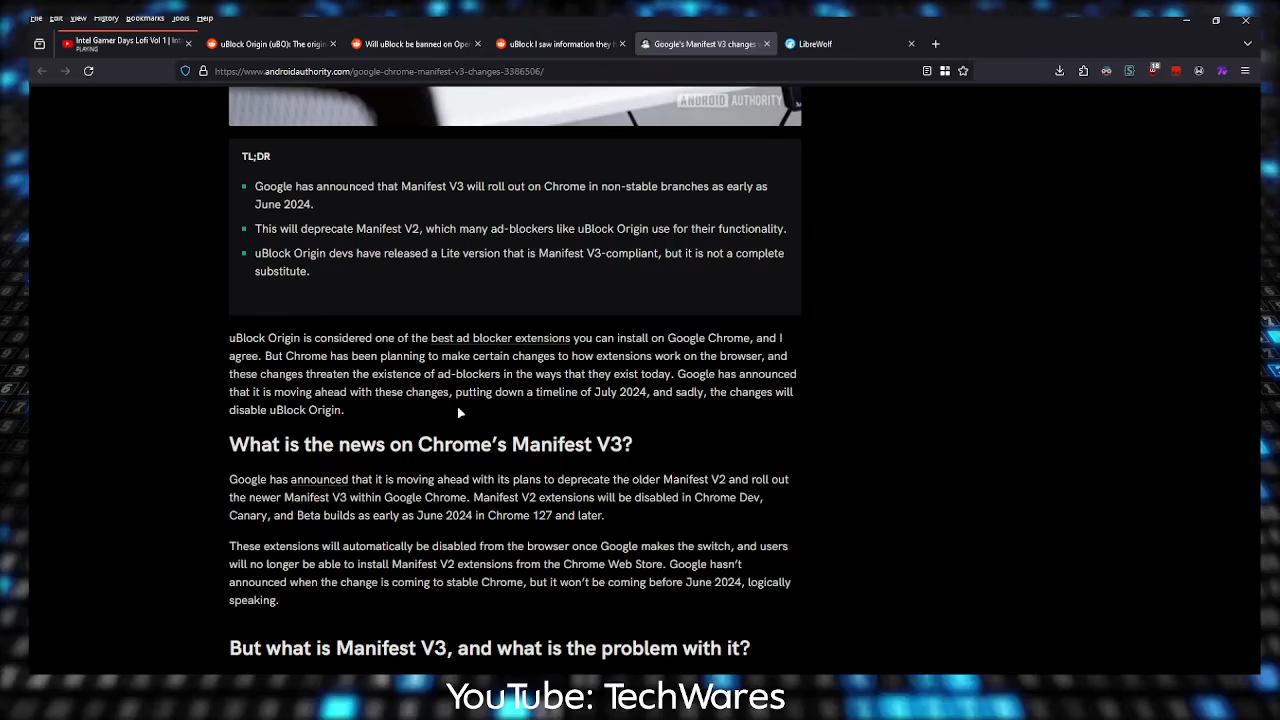 File Edit View History Bookmarks Tools Help
Intel Gamer Days Lofi Vol 1 | Int
PLAYING
uBlock Origin (uBO): The origin
Will uBlock be banned on Oper
uBlock I saw information they h
Google's Manifest V3 changes
LibreWolf
https://www.androidauthority.com/google-chrome-manifest-v3-changes-3386506/
18
ANDROID AUTHORITY
TL;DR
Google has announced that Manifest V3 will roll out on Chrome in non-stable branches as early as
June 2024.
This will deprecate Manifest V2, which many ad-blockers like uBlock Origin use for their functionality.
uBlock Origin devs have released a Lite version that is Manifest V3-compliant, but it is not a complete
substitute.
uBlock Origin is considered one of the best ad blocker extensions you can install on Google Chrome, and I
agree. But Chrome has been planning to make certain changes to how extensions work on the browser, and
these changes threaten the existence of ad-blockers in the ways that they exist today. Google has announced
that it is moving ahead with these changes, putting down a timeline of July 2024, and sadly, the changes will
disable uBlock Origin.
What is the news on Chrome's Manifest V3?
Google has announced that it is moving ahead with its plans to deprecate the older Manifest V2 and roll out
the newer Manifest V3 within Google Chrome. Manifest V2 extensions will be disabled in Chrome Dev,
Canary, and Beta builds as early as June 2024 in Chrome 127 and later.
These extensions will automatically be disabled from the browser once Google makes the switch, and users
will no longer be able to install Manifest V2 extensions from the Chrome Web Store. Google hasn't
announced when the change is coming to stable Chrome, but it won't be coming before June 2024, logically
speaking.
But what is Manifest V3, and what is the problem with it?
YouTube: TechWares